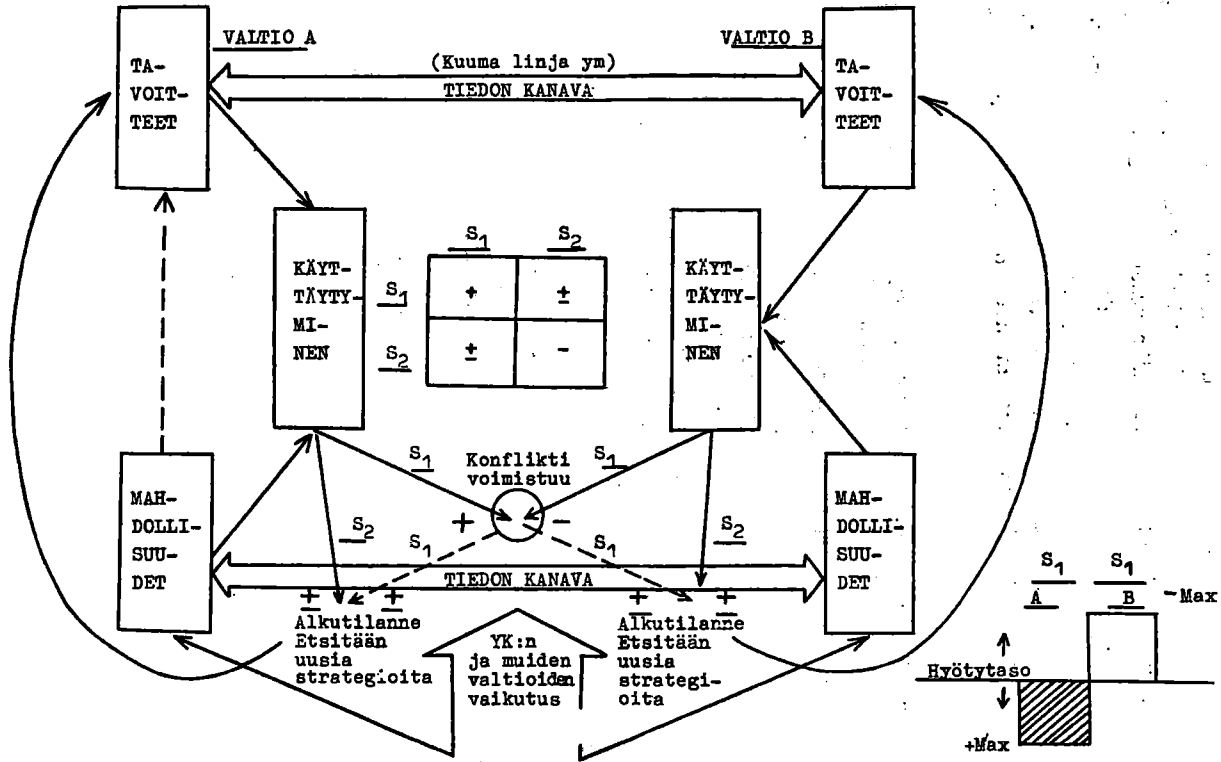 VALTIO A
VALTIO B
TA-
VOIT-
TEET
(Kuuma linja ym)
TIEDON KANAVA
TA-
VOIT-
TEET
KÄYT-
TÄYTY-
MI-
NEN
S1 S2
S1 + ±
S2 ± -
KÄYT-
TÄYTY-
MI-
NEN
S1
Konflikti
voimistuu
S1
+ -
S2
S1
S1
S2
MAH-
DOLLI-
SUU-
DET
TIEDON KANAVA
MAH-
DOLLI-
SUU-
DET
± ±
Alkutilanne
Etsitään
uusia
strategioita
YK:n
ja muiden
valtioiden
vaikutus
± ±
Alkutilanne
Etsitään
uusia
strategi-
oita
S1 S1
A B -Max
Hyötytaso
+Max